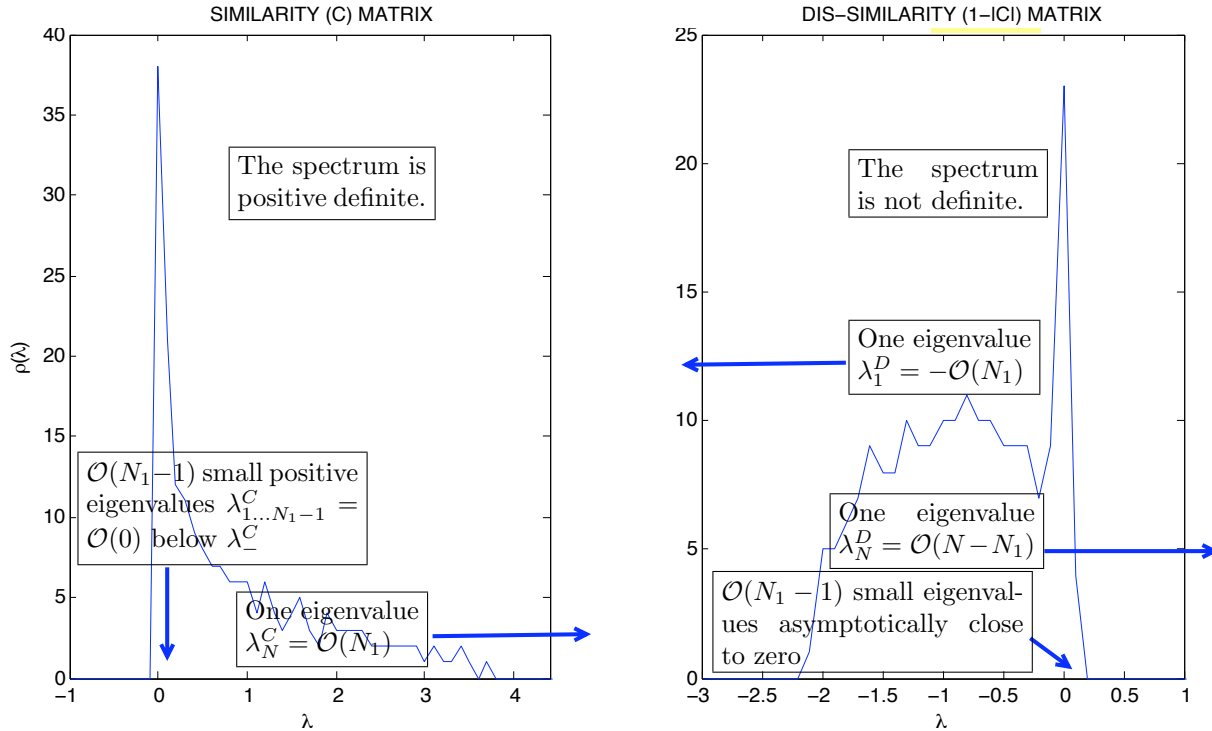 SIMILARITY (C) MATRIX
40
35
30
25
20
15
10
5
0
ρ(λ)
The spectrum is
positive definite.
𝒪(N₁−1) small positive
eigenvalues λ^C_{1...N₁−1} =
𝒪(0) below λ^C_−
One eigenvalue
λ^C_N = 𝒪(N₁)
−1 0 1 2 3 4
λ
DIS−SIMILARITY (1−|C|) MATRIX
25
20
15
10
5
0
The spectrum
is not definite.
One eigenvalue
λ^D_1 = −𝒪(N₁)
One eigenvalue
λ^D_N = 𝒪(N−N₁)
𝒪(N₁ − 1) small eigenval-
ues asymptotically close
to zero
−3 −2.5 −2 −1.5 −1 −0.5 0 0.5 1
λ